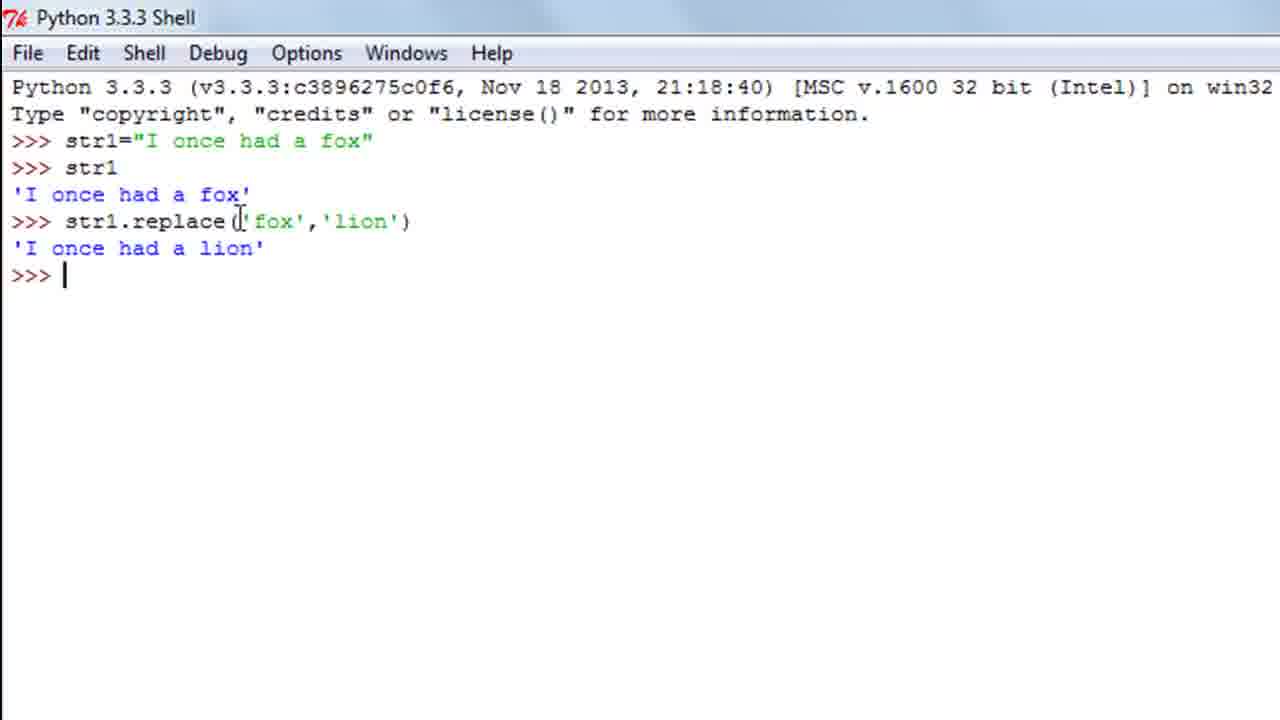 Python 3.3.3 Shell
File Edit Shell Debug Options Windows Help
Python 3.3.3 (v3.3.3:c3896275c0f6, Nov 18 2013, 21:18:40) [MSC v.1600 32 bit (Intel)] on win32
Type "copyright", "credits" or "license()" for more information.
>>> str1="I once had a fox"
>>> str1
'I once had a fox'
>>> str1.replace('fox','lion')
'I once had a lion'
>>>